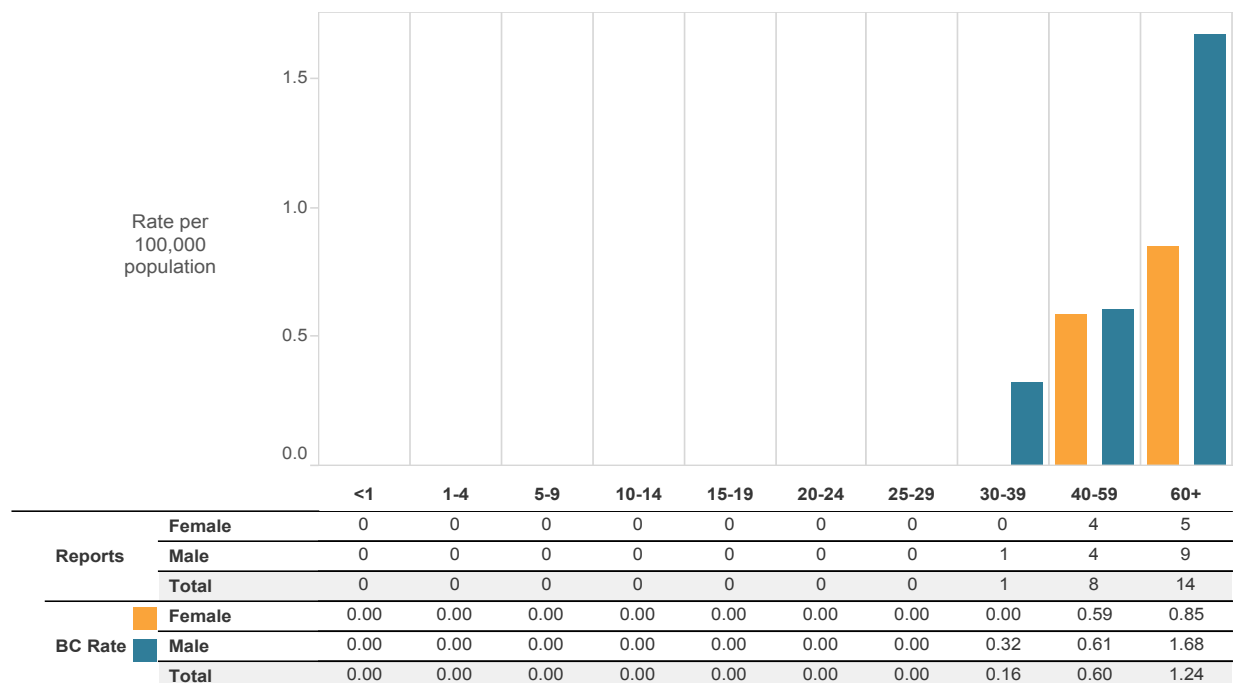 1.5
1.0
Rate per
100,000
population
0.5
0.0
<1 1-4 5-9 10-14 15-19 20-24 25-29 30-39 40-59 60+
Female 0 0 0 0 0 0 0 0 4 5
Reports Male 0 0 0 0 0 0 0 1 4 9
Total 0 0 0 0 0 0 0 1 8 14
Female 0.00 0.00 0.00 0.00 0.00 0.00 0.00 0.00 0.59 0.85
BC Rate Male 0.00 0.00 0.00 0.00 0.00 0.00 0.00 0.32 0.61 1.68
Total 0.00 0.00 0.00 0.00 0.00 0.00 0.00 0.16 0.60 1.24